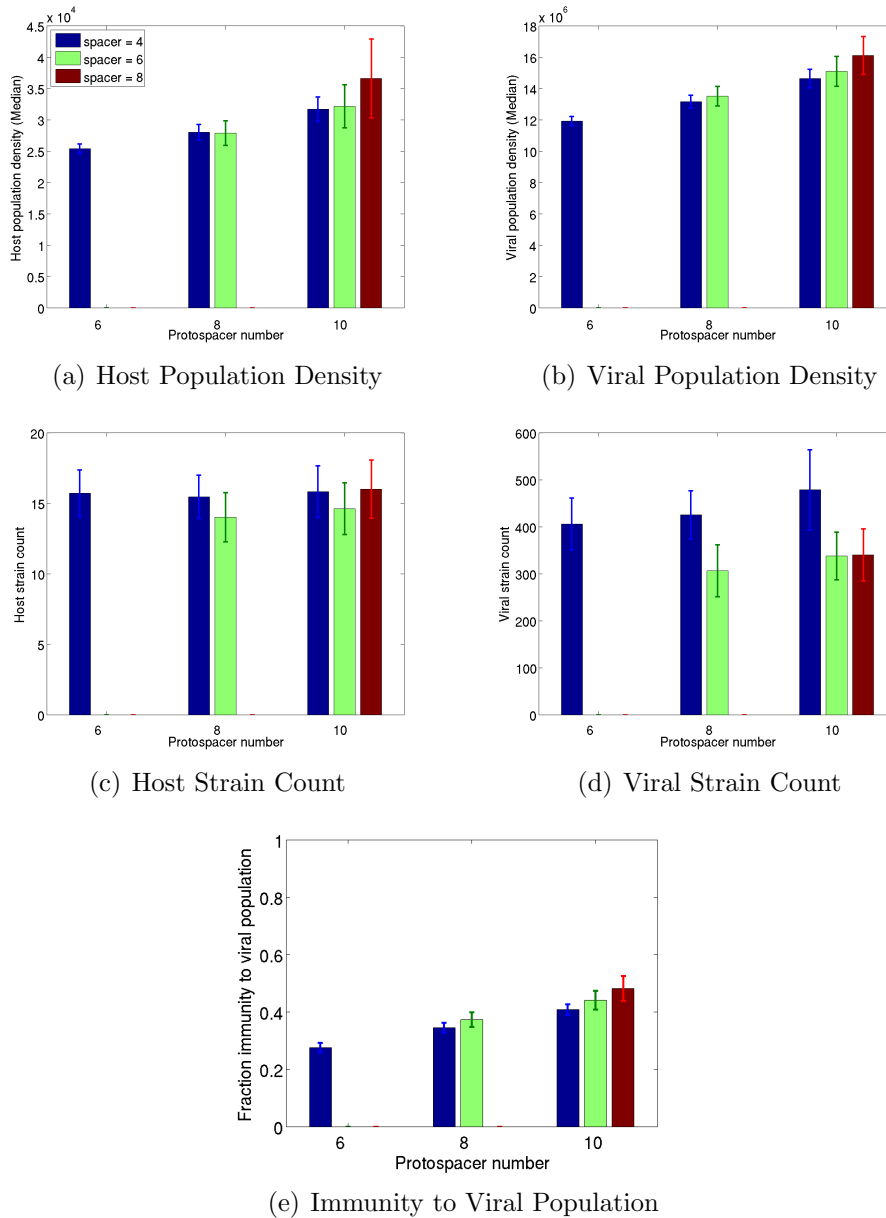 x 10^4
4.5
4
3.5
3
2.5
2
1.5
1
0.5
0
Host population density (Median)
spacer = 4
spacer = 6
spacer = 8
6 8 10
Protospacer number
(a) Host Population Density
x 10^6
18
16
14
12
10
8
6
4
2
0
Viral population density (Median)
6 8 10
Protospacer number
(b) Viral Population Density
20
15
10
5
0
Host strain count
6 8 10
Protospacer number
(c) Host Strain Count
600
500
400
300
200
100
0
Viral strain count
6 8 10
Protospacer number
(d) Viral Strain Count
1
0.8
0.6
0.4
0.2
0
Fraction immunity to viral population
6 8 10
Protospacer number
(e) Immunity to Viral Population